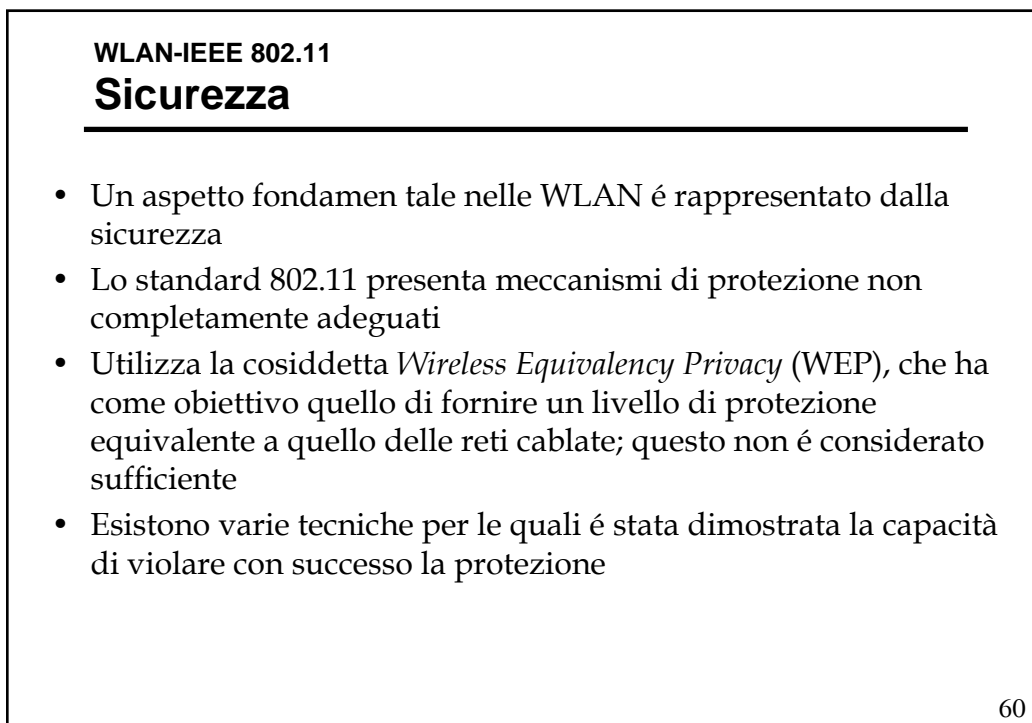 WLAN-IEEE 802.11
Sicurezza
• Un aspetto fondamen tale nelle WLAN é rappresentato dalla
sicurezza
• Lo standard 802.11 presenta meccanismi di protezione non
completamente adeguati
• Utilizza la cosiddetta Wireless Equivalency Privacy (WEP), che ha
come obiettivo quello di fornire un livello di protezione
equivalente a quello delle reti cablate; questo non é considerato
sufficiente
• Esistono varie tecniche per le quali é stata dimostrata la capacità
di violare con successo la protezione
60